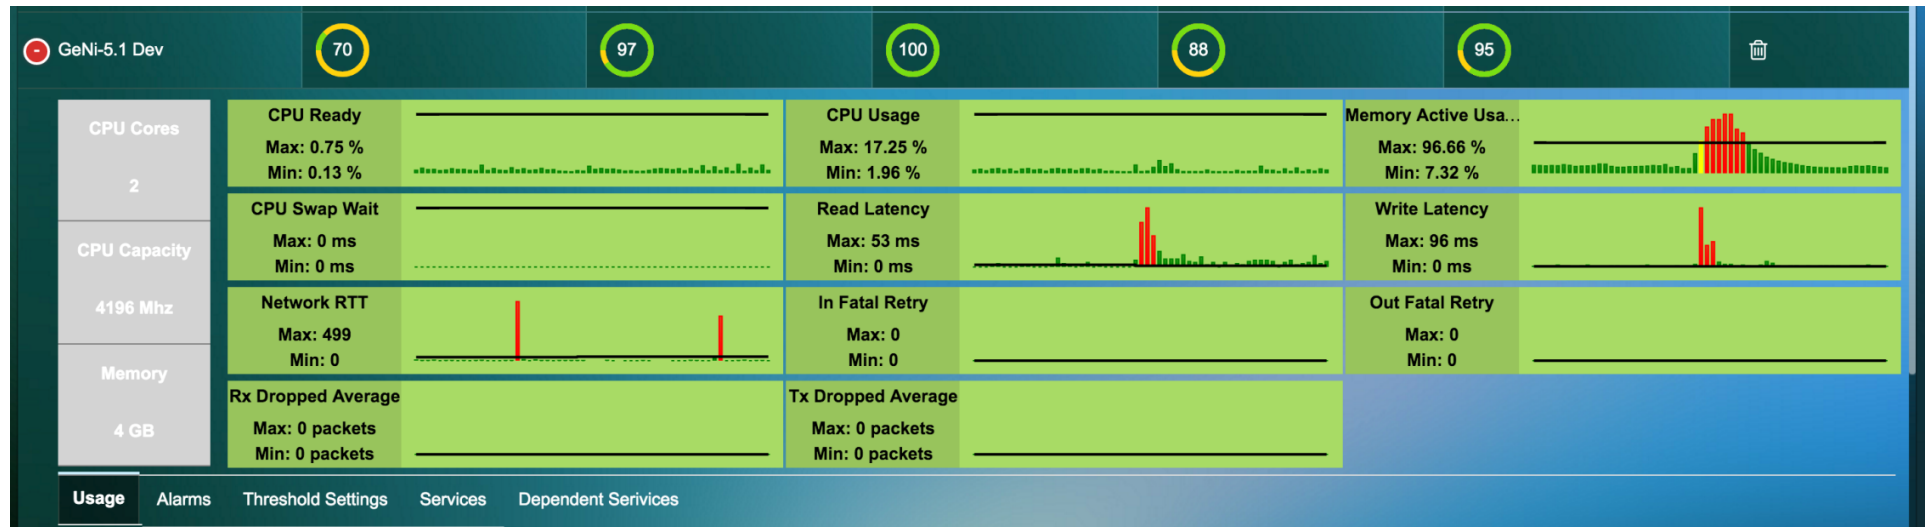 GeNi-5.1 Dev
70
97
100
88
95
CPU Cores
2
CPU Capacity
4196 Mhz
Memory
4 GB
CPU Ready
Max: 0.75 %
Min: 0.13 %
CPU Usage
Max: 17.25 %
Min: 1.96 %
Memory Active Usa...
Max: 96.66 %
Min: 7.32 %
CPU Swap Wait
Max: 0 ms
Min: 0 ms
Read Latency
Max: 53 ms
Min: 0 ms
Write Latency
Max: 96 ms
Min: 0 ms
Network RTT
Max: 499
Min: 0
In Fatal Retry
Max: 0
Min: 0
Out Fatal Retry
Max: 0
Min: 0
Rx Dropped Average
Max: 0 packets
Min: 0 packets
Tx Dropped Average
Max: 0 packets
Min: 0 packets
Usage Alarms Threshold Settings Services Dependent Serivices